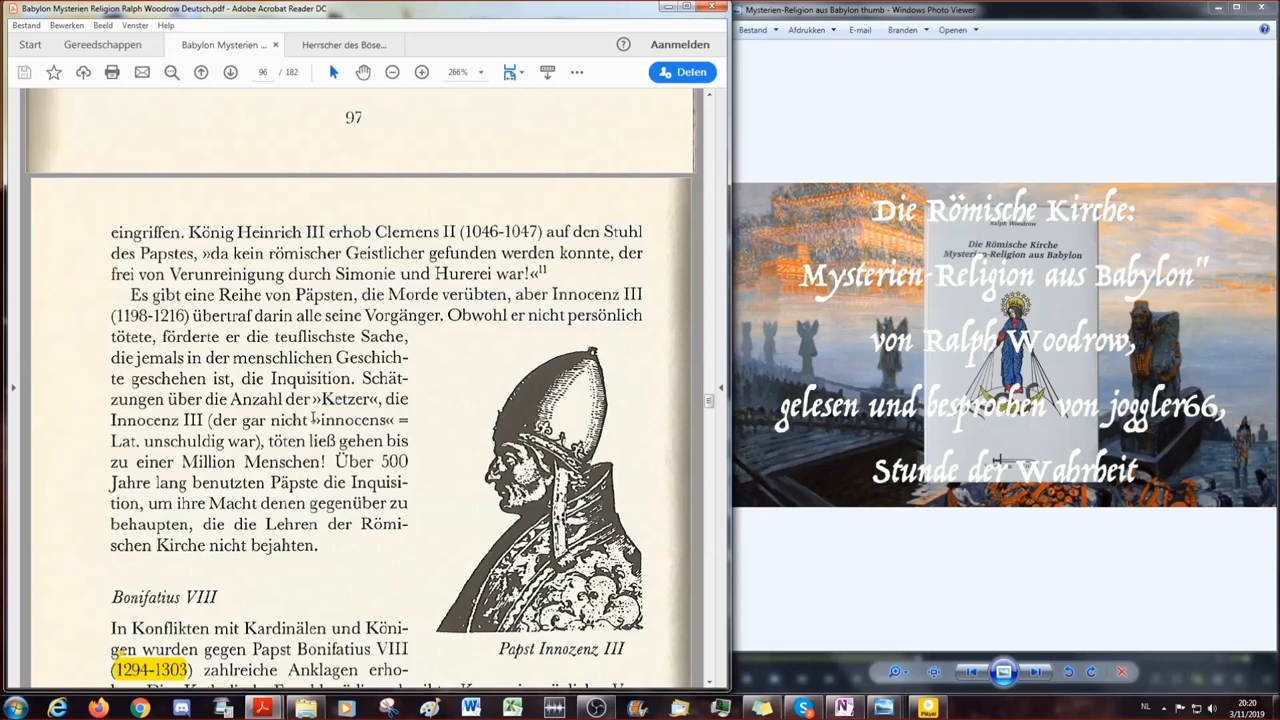 Babylon Mysterien Religion Ralph Woodrow Deutsch.pdf - Adobe Acrobat Reader DC
Bestand Bewerken Beeld Venster Help
Start Gereedschappen Babylon Mysterien ... × Herrscher des Böse... Aanmelden
96 / 182 266% Delen
97
eingriffen. König Heinrich III erhob Clemens II (1046-1047) auf den Stuhl
des Papstes, »da kein römischer Geistlicher gefunden werden konnte, der
frei von Verunreinigung durch Simonie und Hurerei war!«11
Es gibt eine Reihe von Päpsten, die Morde verübten, aber Innocenz III
(1198-1216) übertraf darin alle seine Vorgänger. Obwohl er nicht persönlich
tötete, förderte er die teuflischste Sache,
die jemals in der menschlichen Geschich-
te geschehen ist, die Inquisition. Schät-
zungen über die Anzahl der »Ketzer«, die
Innocenz III (der gar nicht »innocens« =
Lat. unschuldig war), töten ließ gehen bis
zu einer Million Menschen! Über 500
Jahre lang benutzten Päpste die Inquisi-
tion, um ihre Macht denen gegenüber zu
behaupten, die die Lehren der Römi-
schen Kirche nicht bejahten.
Papst Innozenz III
Bonifatius VIII
In Konflikten mit Kardinälen und Köni-
gen wurden gegen Papst Bonifatius VIII
(1294-1303) zahlreiche Anklagen erho-
Mysterien-Religion aus Babylon thumb - Windows Photo Viewer
Bestand Afdrukken E-mail Branden Openen
Die Römische Kirche:
Ralph Woodrow
Die Römische Kirche
Mysterien-Religion aus Babylon
Mysterien-Religion aus Babylon"
von Ralph Woodrow,
gelesen und besprochen von joggler66,
Stunde der Wahrheit
NL
20:20
3/11/2019